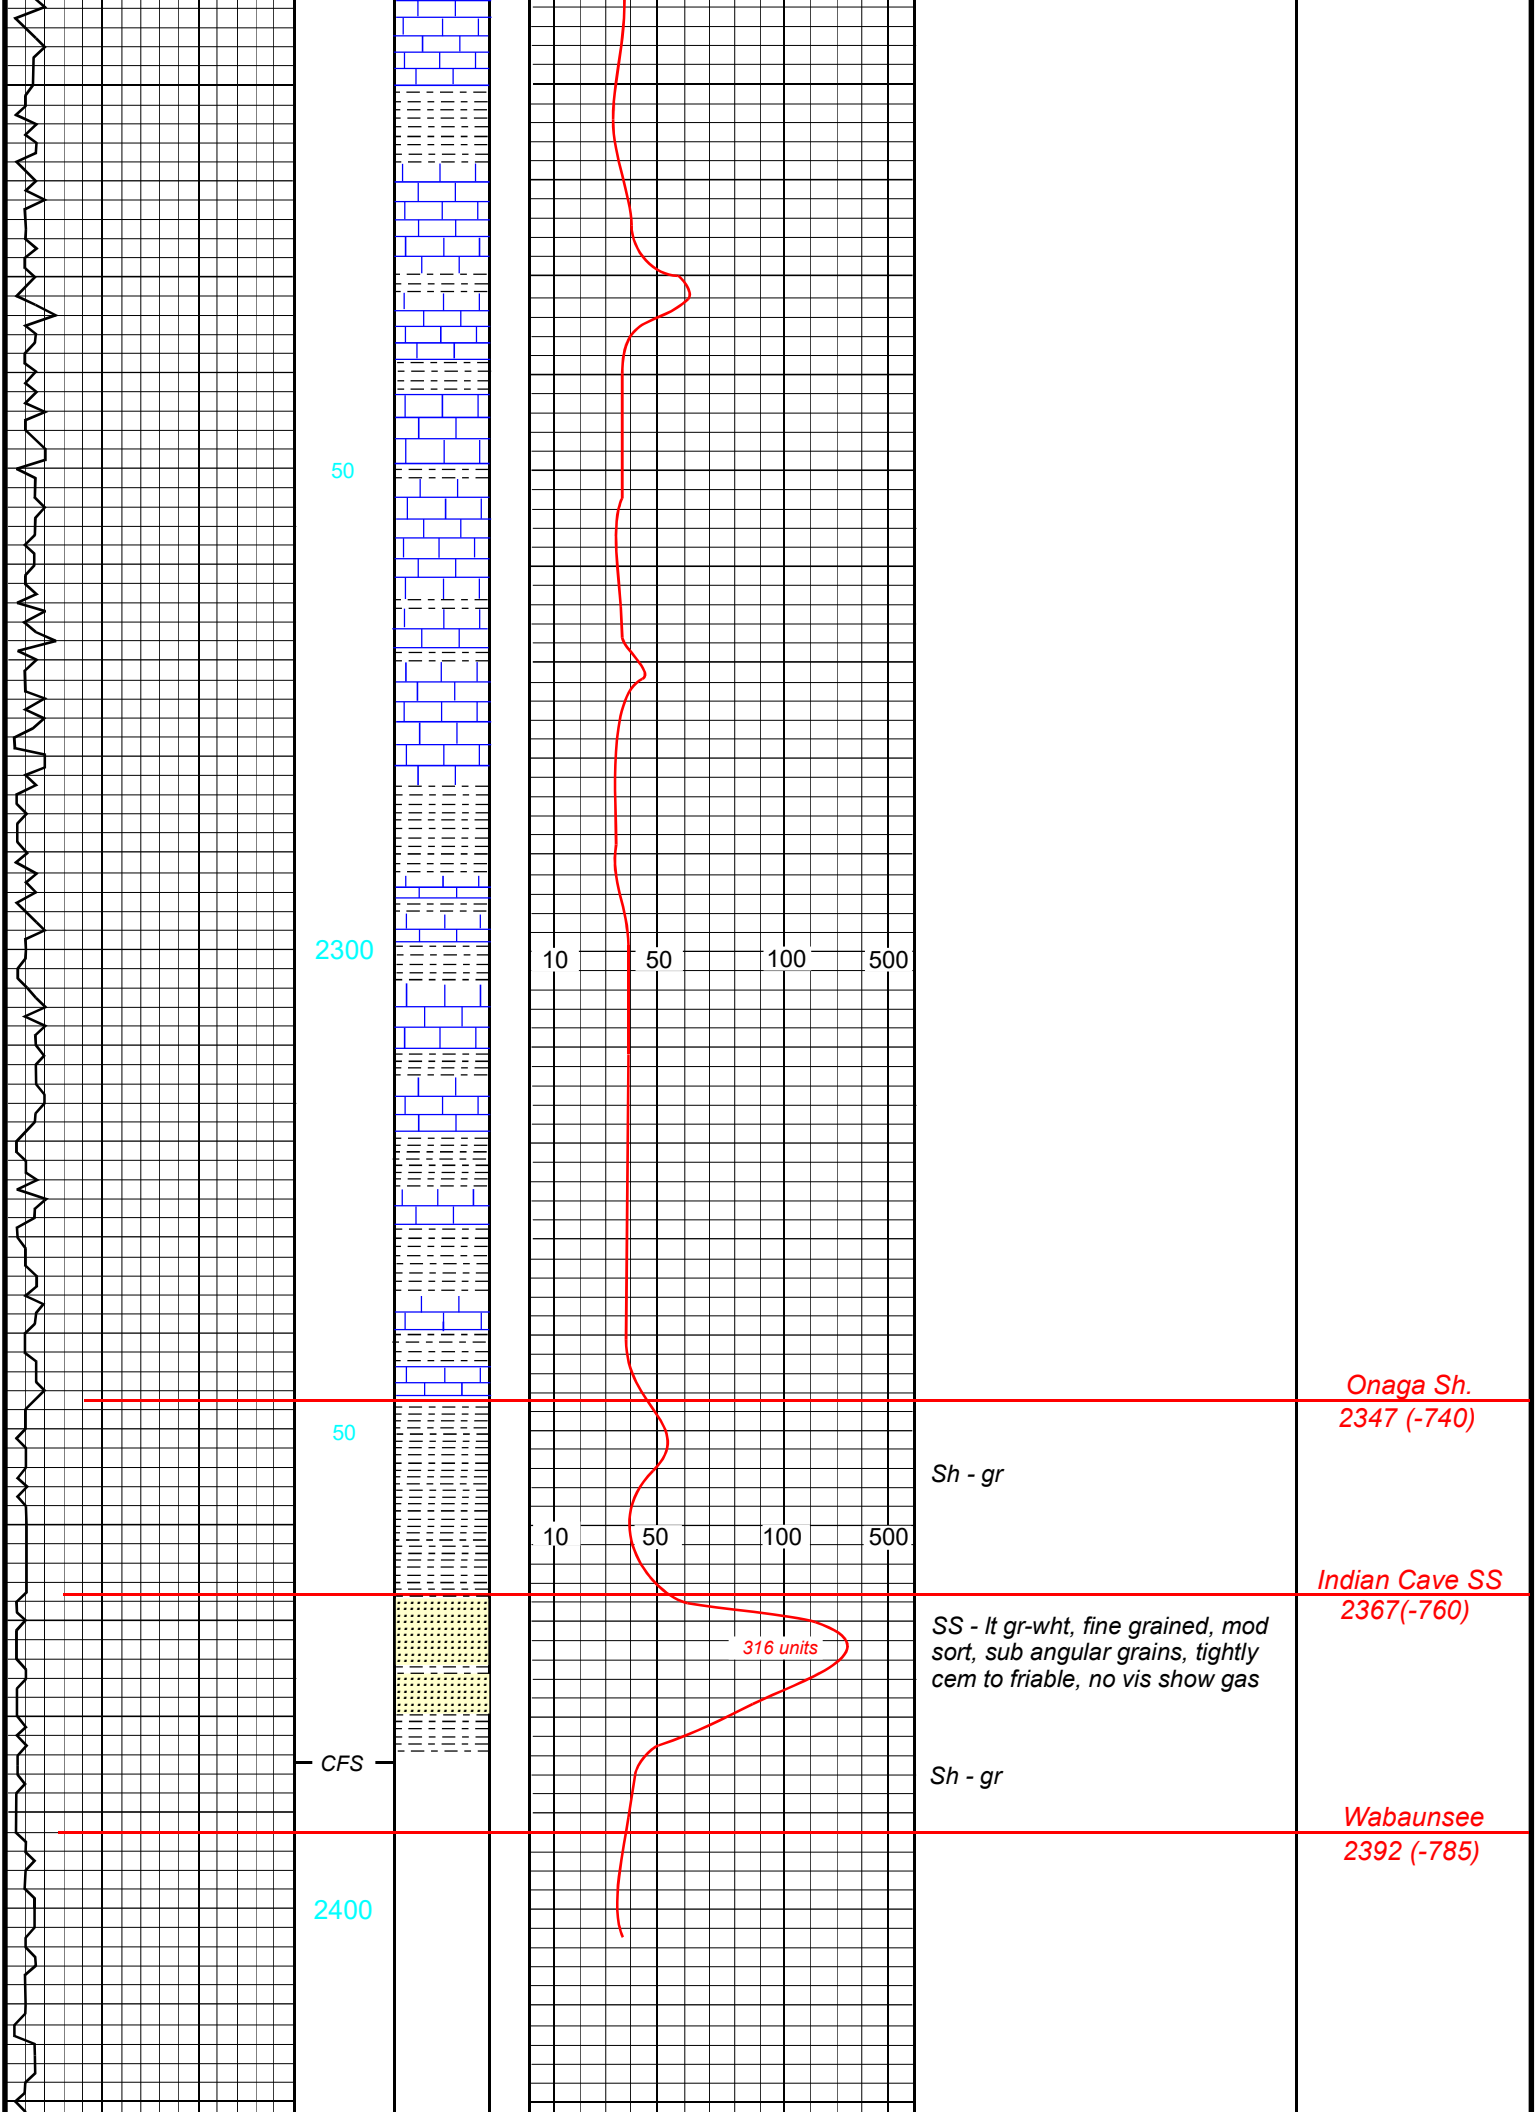 50
2300
10 50 100 500
Onaga Sh.
2347 (-740)
50
Sh - gr
10 50 100 500
Indian Cave SS
2367(-760)
SS - lt gr-wht, fine grained, mod
sort, sub angular grains, tightly
cem to friable, no vis show gas
316 units
CFS
Sh - gr
Wabaunsee
2392 (-785)
2400